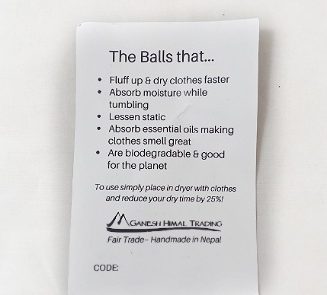 The Balls that...
• Fluff up & dry clothes faster
• Absorb moisture while
tumbling
• Lessen static
• Absorb essential oils making
clothes smell great
• Are biodegradable & good
for the planet
To use simply place in dryer with clothes
and reduce your dry time by 25%!
GANESH HIMAL TRADING
Fair Trade - Handmade in Nepal
CODE: